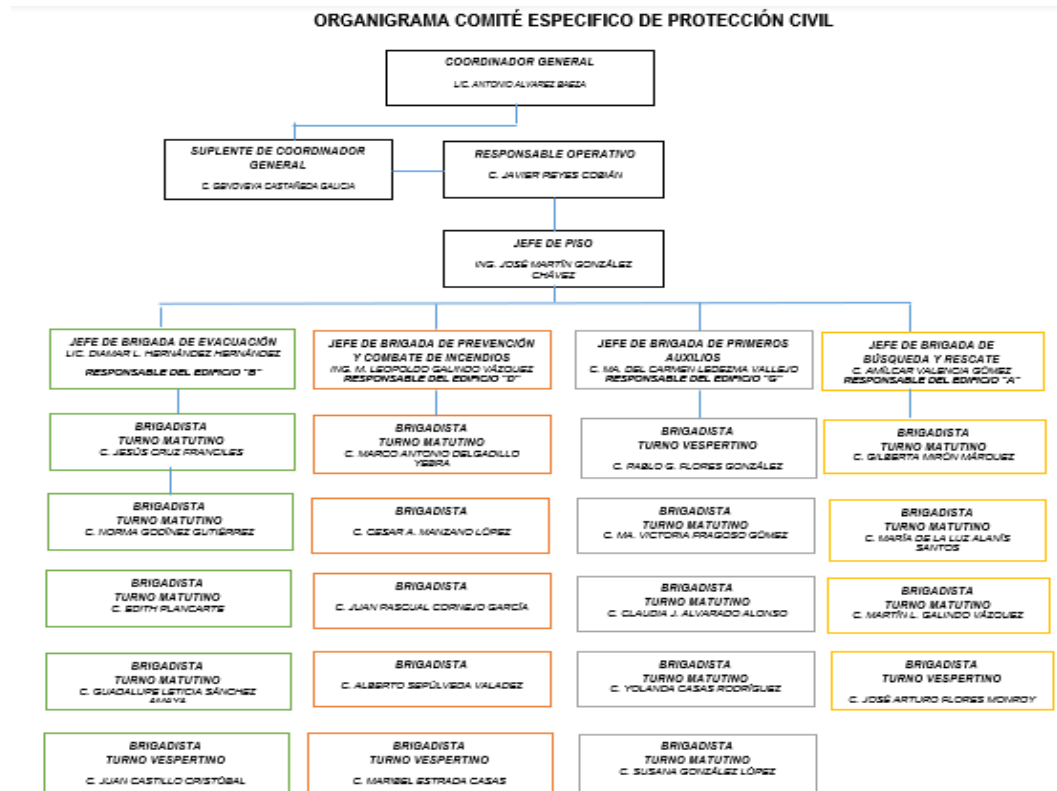 ORGANIGRAMA COMITÉ ESPECIFICO DE PROTECCIÓN CIVIL
COORDINADOR GENERAL
LIC. ANTONIO ALVAREZ BAEZA
SUPLENTE DE COORDINADOR
GENERAL
C. GENOVEVA CASTAÑEDA GALICIA
RESPONSABLE OPERATIVO
C. JAVIER REYES COBIÁN
JEFE DE PISO
ING. JOSÉ MARTÍN GONZÁLEZ
CHÁVEZ
JEFE DE BRIGADA DE EVACUACIÓN
LIC. DIAMAR L. HERNÁNDEZ HERNÁNDEZ
RESPONSABLE DEL EDIFICIO "B"
BRIGADISTA
TURNO MATUTINO
C. JESÚS CRUZ FRANCILES
BRIGADISTA
TURNO MATUTINO
C. NORMA GODÍNEZ GUTIÉRREZ
BRIGADISTA
TURNO MATUTINO
C. EDITH PLANCARTE
BRIGADISTA
TURNO MATUTINO
C. GUADALUPE LETICIA SÁNCHEZ
AMAYA
BRIGADISTA
TURNO VESPERTINO
C. JUAN CASTILLO CRISTÓBAL
JEFE DE BRIGADA DE PREVENCIÓN
Y COMBATE DE INCENDIOS
ING. M. LEOPOLDO GALINDO VÁZQUEZ
RESPONSABLE DEL EDIFICIO "D"
BRIGADISTA
TURNO MATUTINO
C. MARCO ANTONIO DELGADILLO
YEBRA
BRIGADISTA
C. CESAR A. MANZANO LÓPEZ
BRIGADISTA
C. JUAN PASCUAL CORNEJO GARCÍA
BRIGADISTA
C. ALBERTO SEPÚLVEDA VALADEZ
BRIGADISTA
TURNO VESPERTINO
C. MARIBEL ESTRADA CASAS
JEFE DE BRIGADA DE PRIMEROS
AUXILIOS
C. MA. DEL CARMEN LEDEZMA VALLEJO
RESPONSABLE DEL EDIFICIO "G"
BRIGADISTA
TURNO VESPERTINO
C. PABLO G. FLORES GONZÁLEZ
BRIGADISTA
TURNO MATUTINO
C. MA. VICTORIA FRAGOSO GÓMEZ
BRIGADISTA
TURNO MATUTINO
C. CLAUDIA J. ALVARADO ALONSO
BRIGADISTA
TURNO MATUTINO
C. YOLANDA CASAS RODRÍGUEZ
BRIGADISTA
TURNO MATUTINO
C. SUSANA GONZÁLEZ LÓPEZ
JEFE DE BRIGADA DE
BÚSQUEDA Y RESCATE
C. AMÍLCAR VALENCIA GÓMEZ
RESPONSABLE DEL EDIFICIO "A"
BRIGADISTA
TURNO MATUTINO
C. GILBERTA MIRÓN MÁRQUEZ
BRIGADISTA
TURNO MATUTINO
C. MARÍA DE LA LUZ ALANÍS
SANTOS
BRIGADISTA
TURNO MATUTINO
C. MARTÍN L. GALINDO VÁZQUEZ
BRIGADISTA
TURNO VESPERTINO
C. JOSÉ ARTURO FLORES MONROY